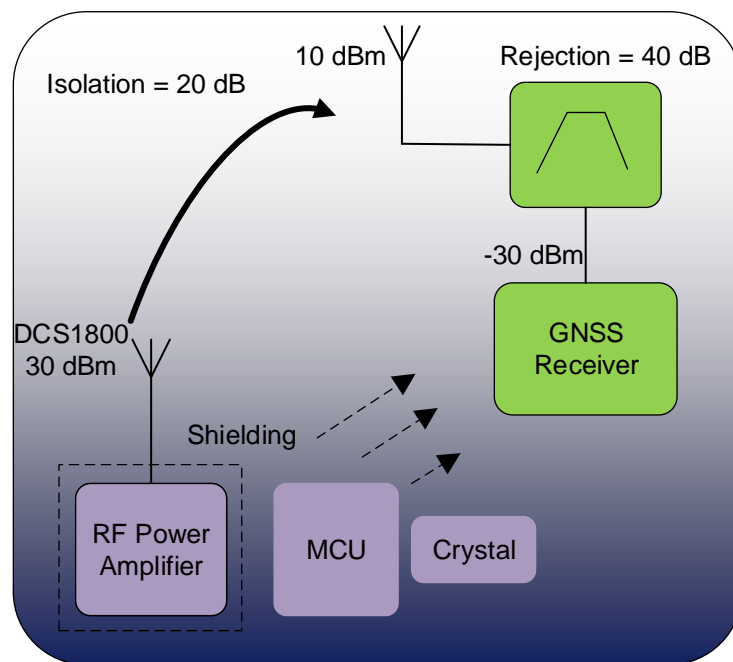 10 dBm
Rejection = 40 dB
Isolation = 20 dB
-30 dBm
DCS1800
30 dBm
GNSS
Receiver
Shielding
RF Power
Amplifier
MCU
Crystal